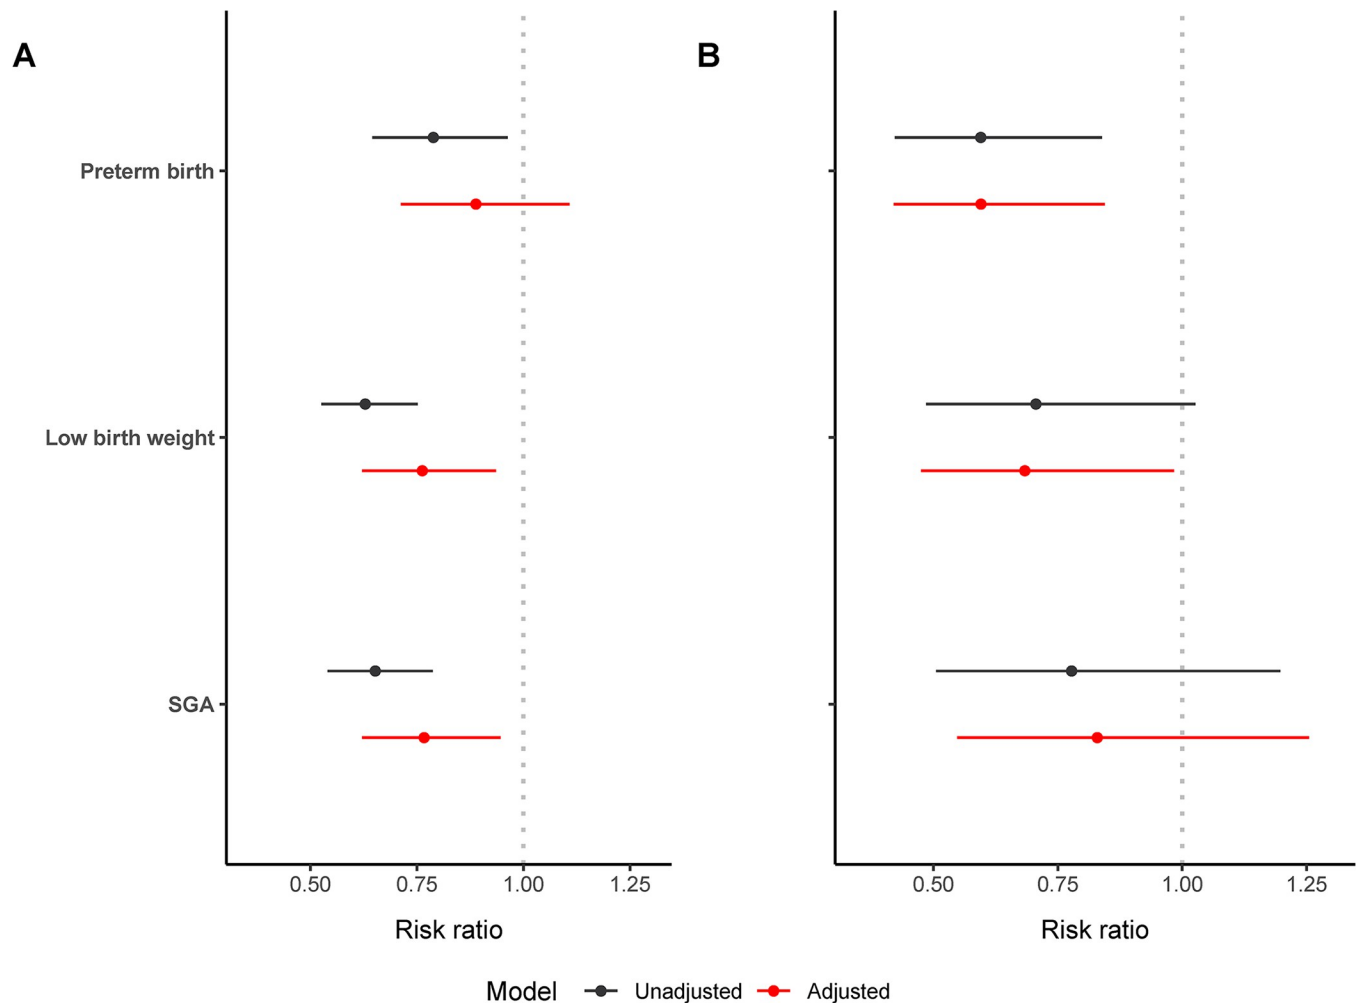 A
B
Preterm birth
Low birth weight
SGA
0.50 0.75 1.00 1.25
0.50 0.75 1.00 1.25
Risk ratio
Risk ratio
Model Unadjusted Adjusted